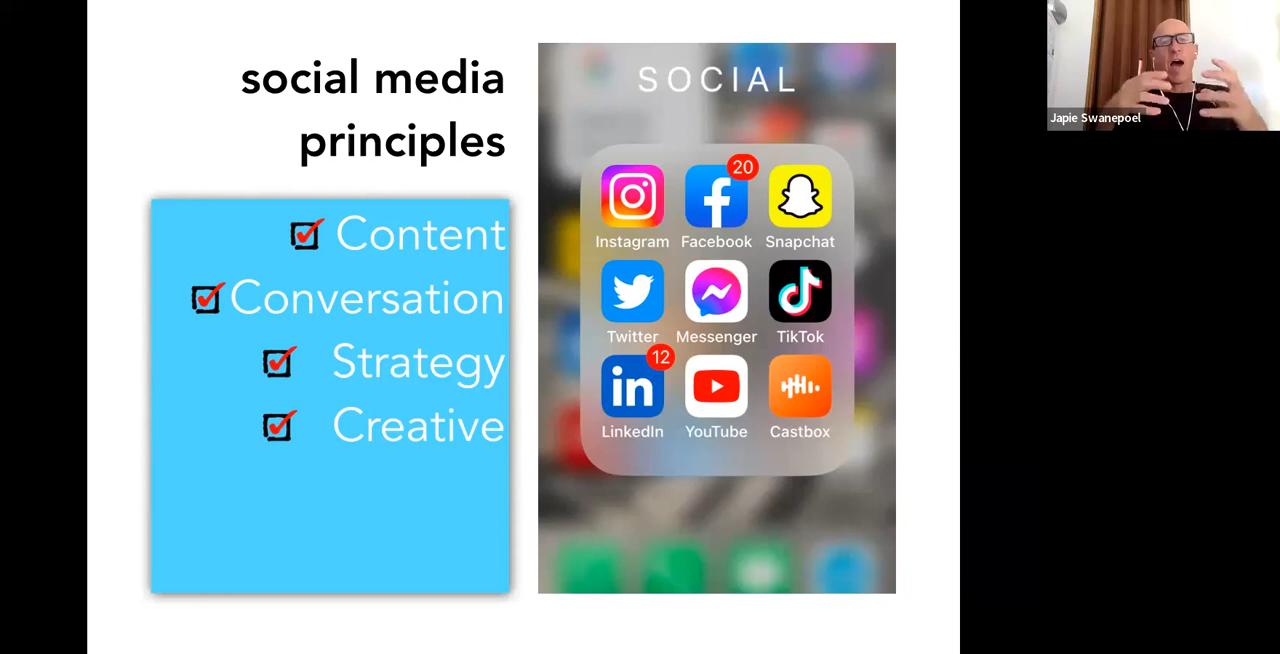 social media
principles
Content
Conversation
Strategy
Creative
SOCIAL
20
Instagram Facebook Snapchat
Twitter Messenger TikTok
12
in
LinkedIn YouTube Castbox
Japie Swanepoel